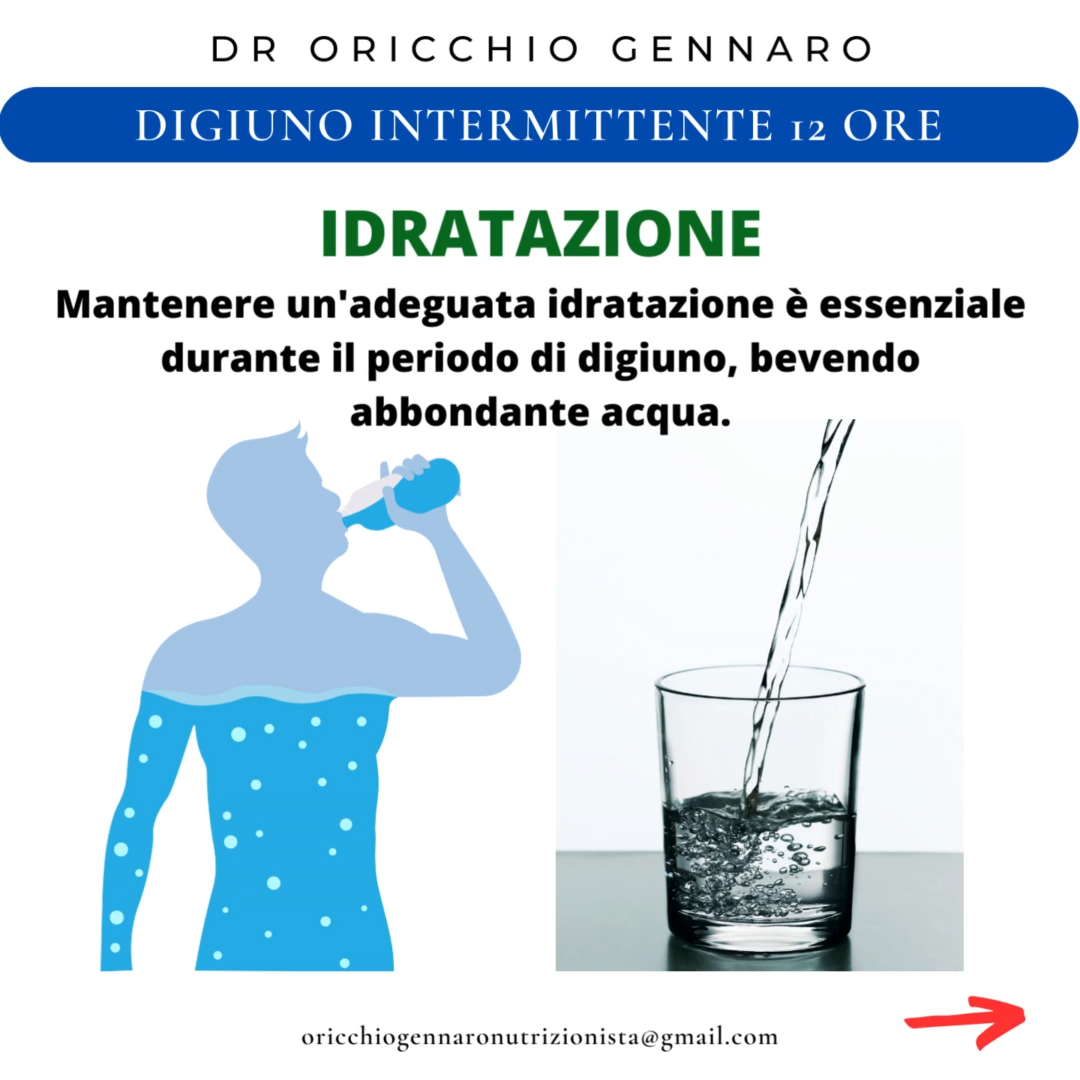 DR ORICCHIO GENNARO
DIGIUNO INTERMITTENTE 12 ORE
IDRATAZIONE
Mantenere un'adeguata idratazione è essenziale
durante il periodo di digiuno, bevendo
abbondante acqua.
oricchiogennaronutrizionista@gmail.com